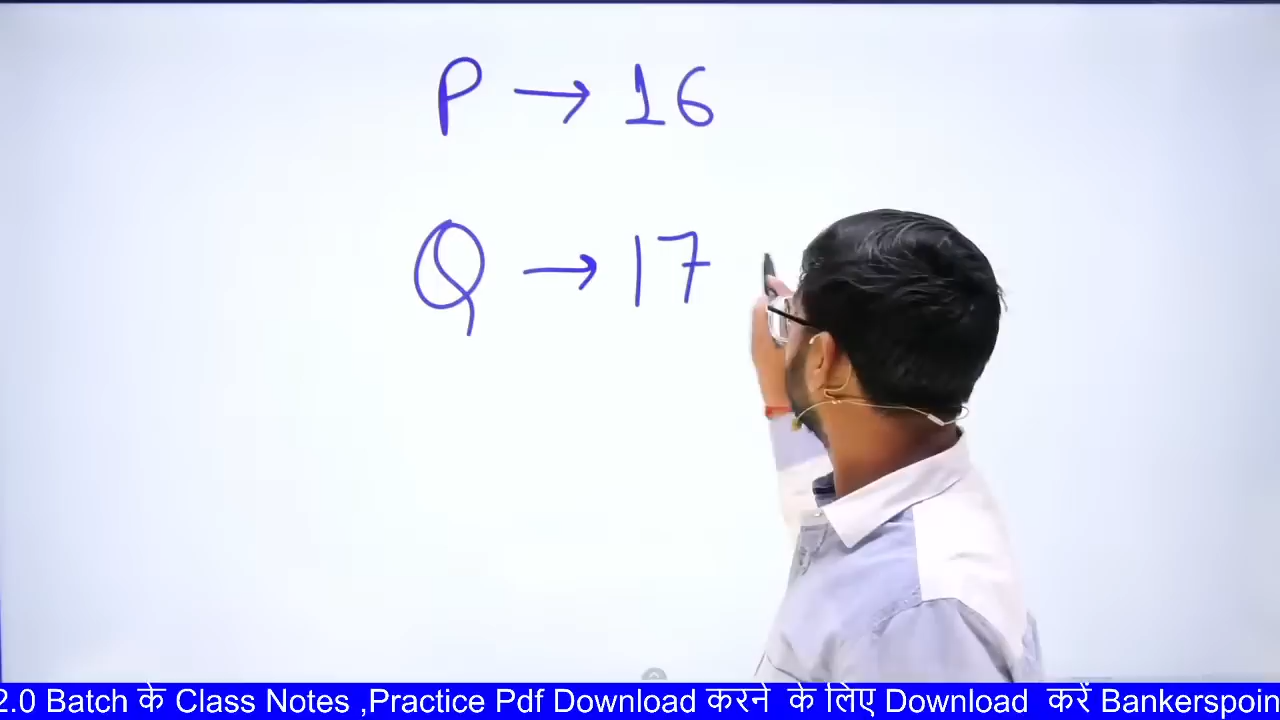 P → 16
Q → 17
2.0 Batch के Class Notes ,Practice Pdf Download करने के लिए Download करें Bankerspoin